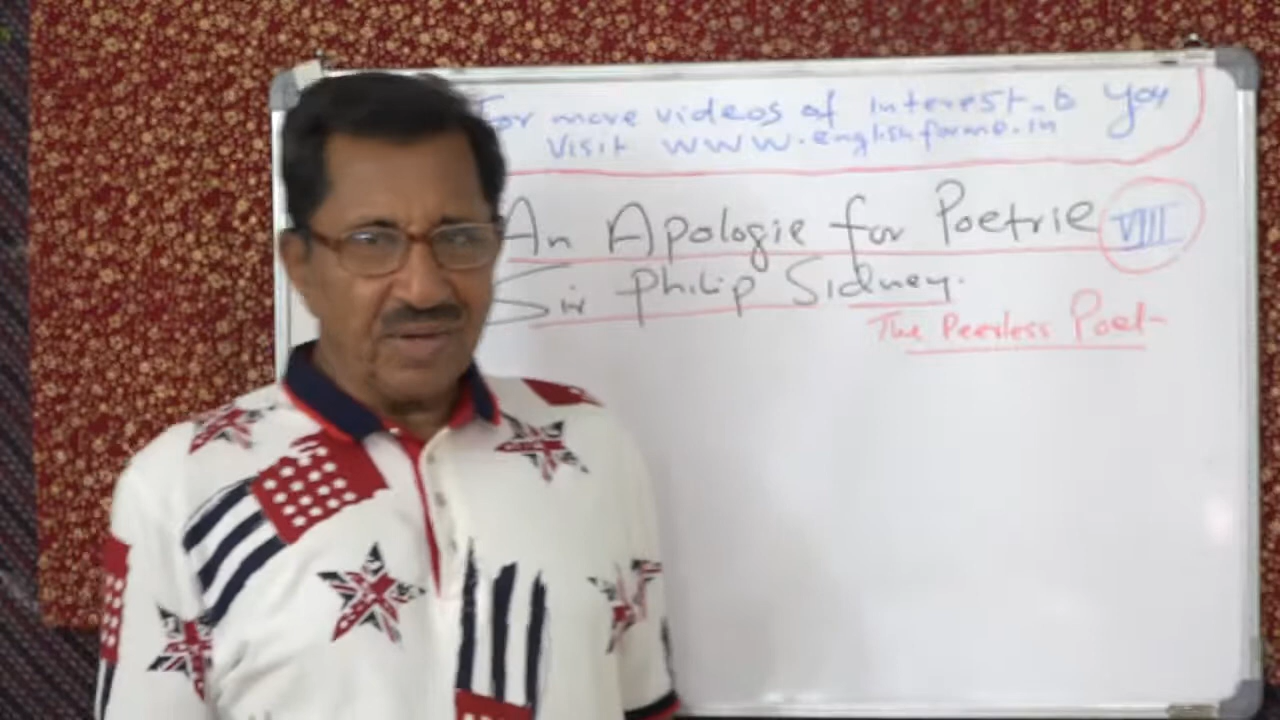 For more videos of interest to you
Visit www.englishforme.in
An Apologie for Poetrie VIII
Sir Philip Sidney.
The Peerless Poet